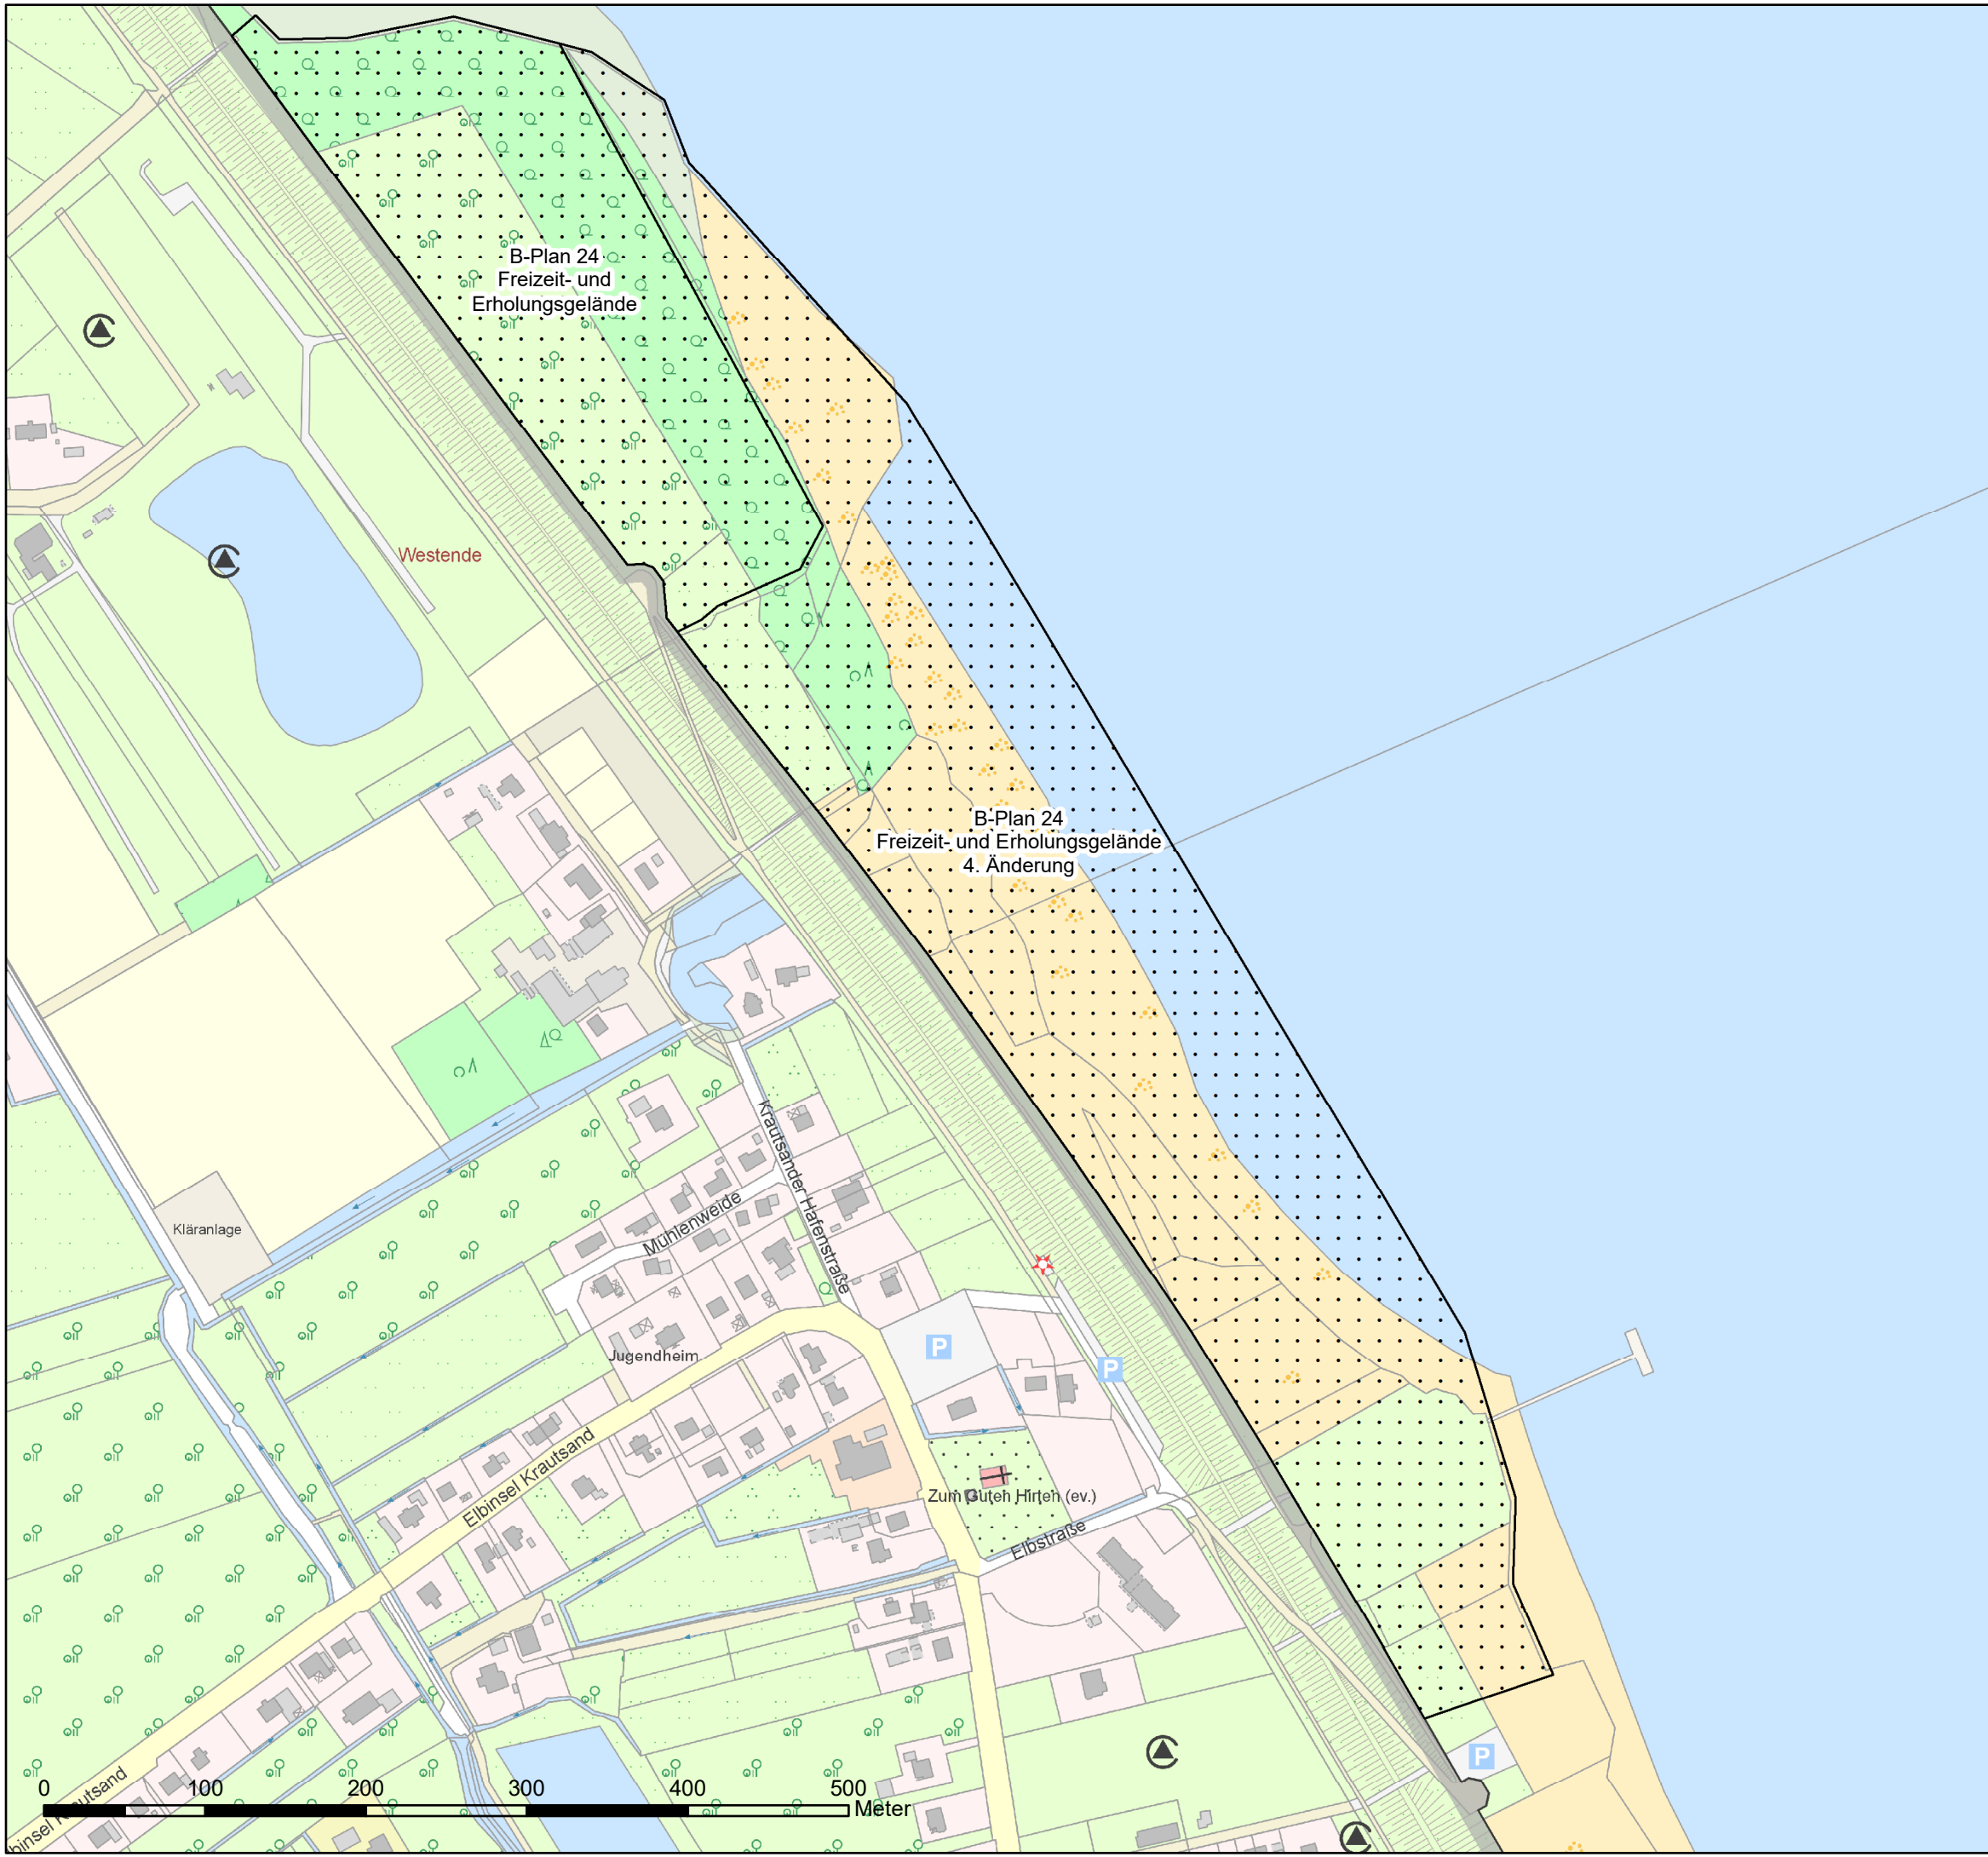 B-Plan 24
Freizeit- und
Erholungsgelände
Westende
B-Plan 24
Freizeit- und Erholungsgelände
4. Änderung
Krautsander Hafenstraße
Mühlenweide
Kläranlage
Jugendheim
P
P
Elbinsel Krautsand
Zum Guten Hirten (ev.)
Elbstraße
P
0 100 200 300 400 500
Meter
binsel Krautsand